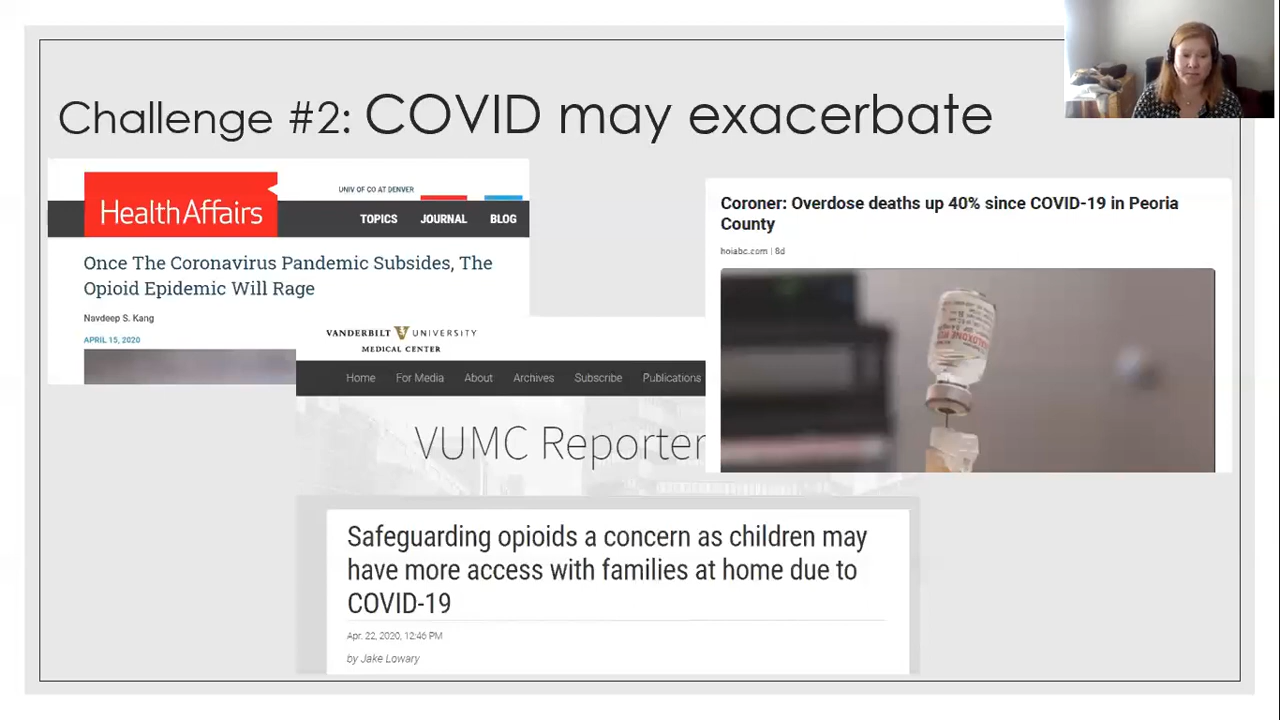 Challenge #2: COVID may exacerbate
UNIV OF CO AT DENVER
HealthAffairs
TOPICS JOURNAL BLOG
Once The Coronavirus Pandemic Subsides, The
Opioid Epidemic Will Rage
Navdeep S. Kang
APRIL 15, 2020
Coroner: Overdose deaths up 40% since COVID-19 in Peoria
County
hoiabc.com | 8d
VANDERBILT UNIVERSITY
MEDICAL CENTER
Home For Media About Archives Subscribe Publications
VUMC Reporter
Safeguarding opioids a concern as children may
have more access with families at home due to
COVID-19
Apr. 22, 2020, 12:46 PM
by Jake Lowary